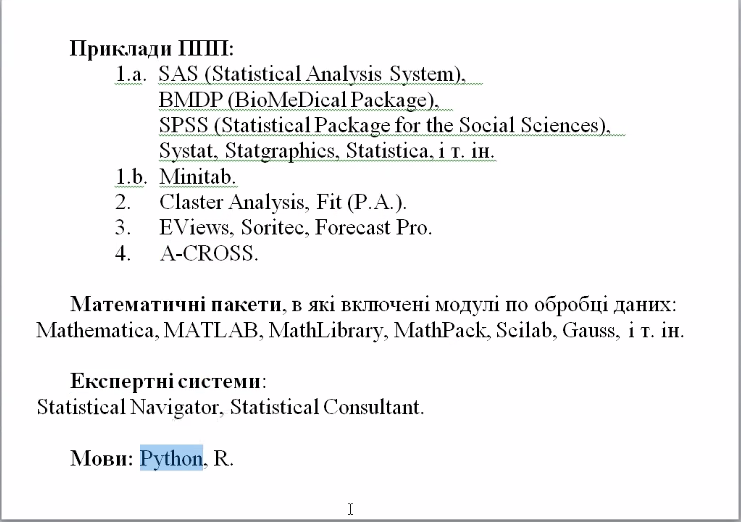 Приклади ППП:
1.a. SAS (Statistical Analysis System),
BMDP (BioMeDical Package),
SPSS (Statistical Package for the Social Sciences),
Systat, Statgraphics, Statistica, і т. ін.
1.b. Minitab.
2. Claster Analysis, Fit (P.A.).
3. EViews, Soritec, Forecast Pro.
4. A-CROSS.
Математичні пакети, в які включені модулі по обробці даних:
Mathematica, MATLAB, MathLibrary, MathPack, Scilab, Gauss, і т. ін.
Експертні системи:
Statistical Navigator, Statistical Consultant.
Мови: Python, R.